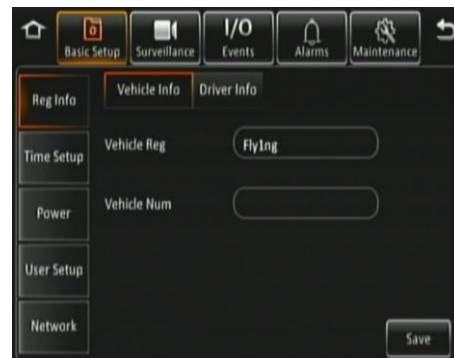 Basic Setup
Surveillance
I/O
Events
Alarms
Maintenance
Reg Info
Time Setup
Power
User Setup
Network
Vehicle Info
Driver Info
Vehicle Reg
Fly1ng
Vehicle Num
Save